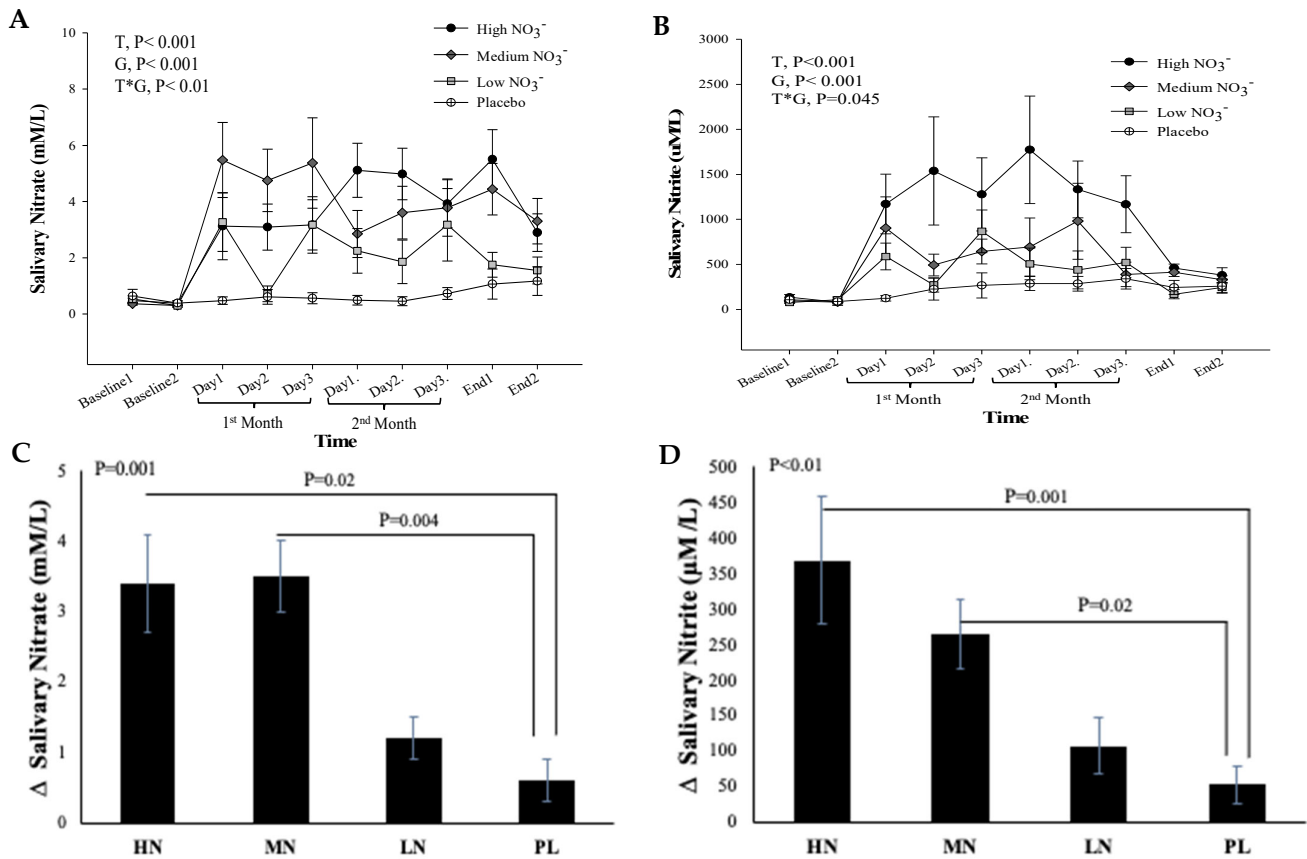 A
T, P< 0.001
G, P< 0.001
T*G, P< 0.01
High NO₃⁻
Medium NO₃⁻
Low NO₃⁻
Placebo
Salivary Nitrate (mM/L)
10
8
6
4
2
0
Baseline1
Baseline2
Day1
Day2
Day3
Day1.
Day2.
Day3.
End1
End2
1st Month
2nd Month
Time
B
T, P<0.001
G, P< 0.001
T*G, P=0.045
High NO₃⁻
Medium NO₃⁻
Low NO₃⁻
Placebo
Salivary Nitrite (uM/L)
3000
2500
2000
1500
1000
500
0
Baseline1
Baseline2
Day1
Day2
Day3
Day1.
Day2.
Day3.
End1
End2
1st Month
2nd Month
Time
C
P=0.001
P=0.02
P=0.004
Δ Salivary Nitrate (mM/L)
5
4
3
2
1
0
HN
MN
LN
PL
D
P<0.01
P=0.001
P=0.02
Δ Salivary Nitrite (µM /L)
500
450
400
350
300
250
200
150
100
50
0
HN
MN
LN
PL